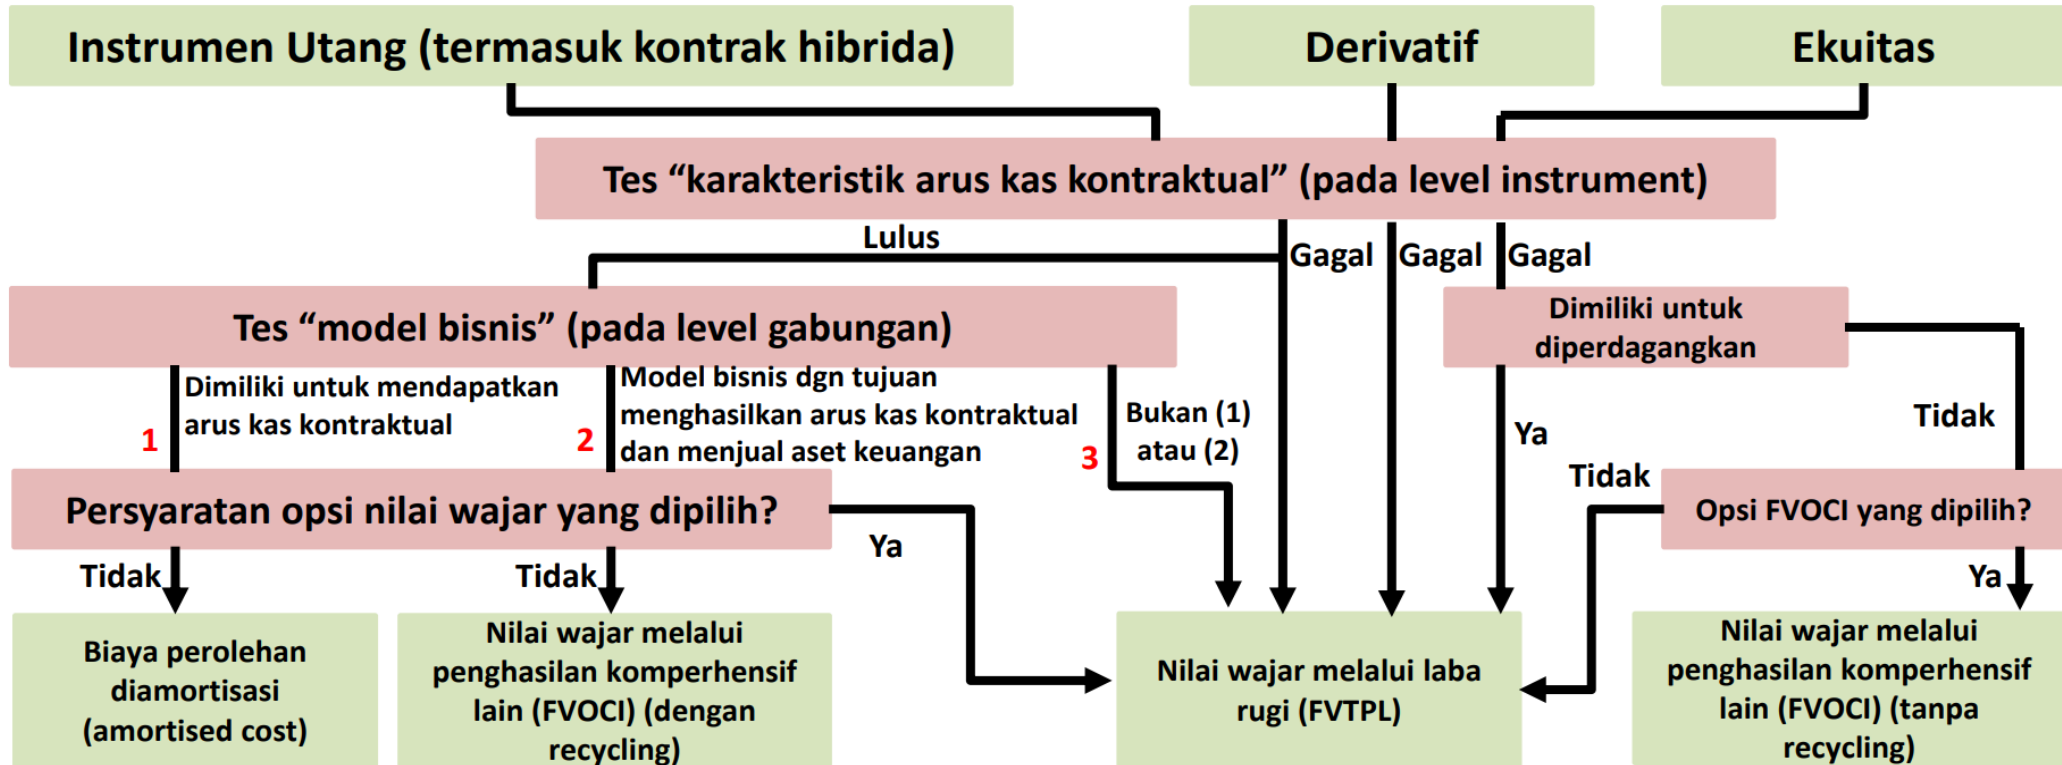 Instrumen Utang (termasuk kontrak hibrida)
Derivatif
Ekuitas
Tes “karakteristik arus kas kontraktual” (pada level instrument)
Lulus
Gagal
Gagal
Gagal
Tes “model bisnis” (pada level gabungan)
Dimiliki untuk
diperdagangkan
1
Dimiliki untuk mendapatkan
arus kas kontraktual
2
Model bisnis dgn tujuan
menghasilkan arus kas kontraktual
dan menjual aset keuangan
3
Bukan (1)
atau (2)
Ya
Tidak
Persyaratan opsi nilai wajar yang dipilih?
Ya
Tidak
Opsi FVOCI yang dipilih?
Tidak
Tidak
Ya
Biaya perolehan
diamortisasi
(amortised cost)
Nilai wajar melalui
penghasilan komperhensif
lain (FVOCI) (dengan
recycling)
Nilai wajar melalui laba
rugi (FVTPL)
Nilai wajar melalui
penghasilan komperhensif
lain (FVOCI) (tanpa
recycling)